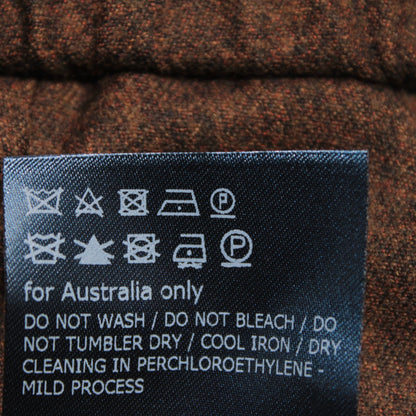 P
P
for Australia only
DO NOT WASH / DO NOT BLEACH / DO
NOT TUMBLER DRY / COOL IRON / DRY
CLEANING IN PERCHLOROETHYLENE -
MILD PROCESS